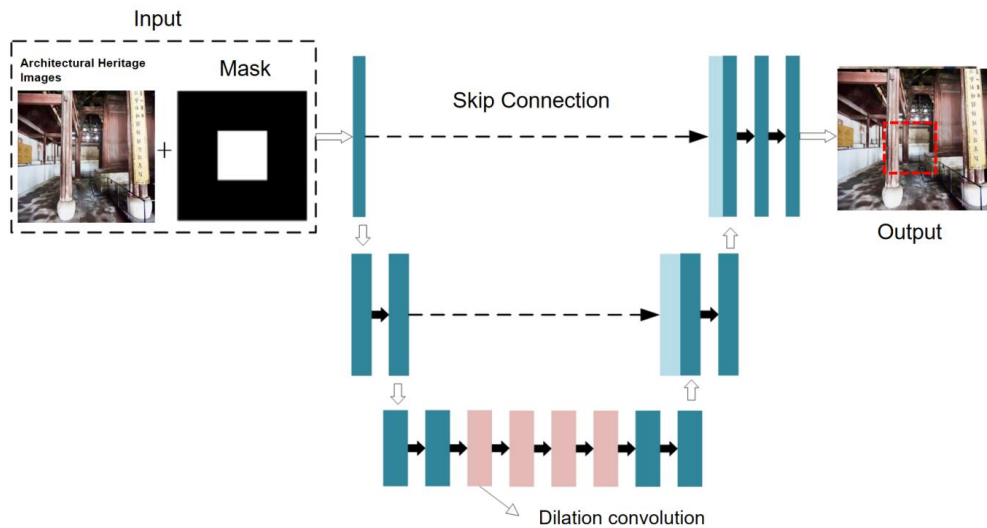 Input
Architectural Heritage
Images
Mask
+
Skip Connection
Output
Dilation convolution